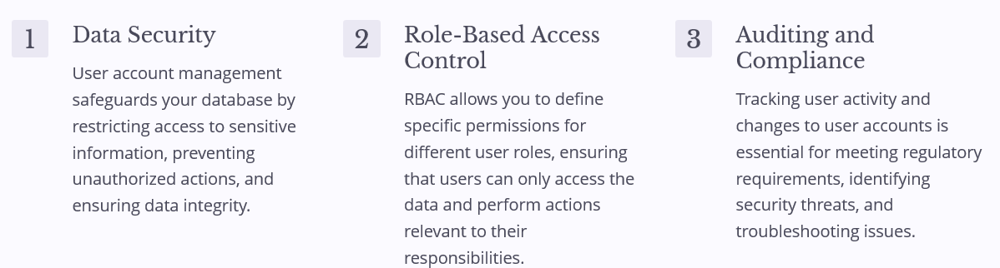 1
Data Security
User account management
safeguards your database by
restricting access to sensitive
information, preventing
unauthorized actions, and
ensuring data integrity.
2
Role-Based Access
Control
RBAC allows you to define
specific permissions for
different user roles, ensuring
that users can only access the
data and perform actions
relevant to their
responsibilities.
3
Auditing and
Compliance
Tracking user activity and
changes to user accounts is
essential for meeting regulatory
requirements, identifying
security threats, and
troubleshooting issues.